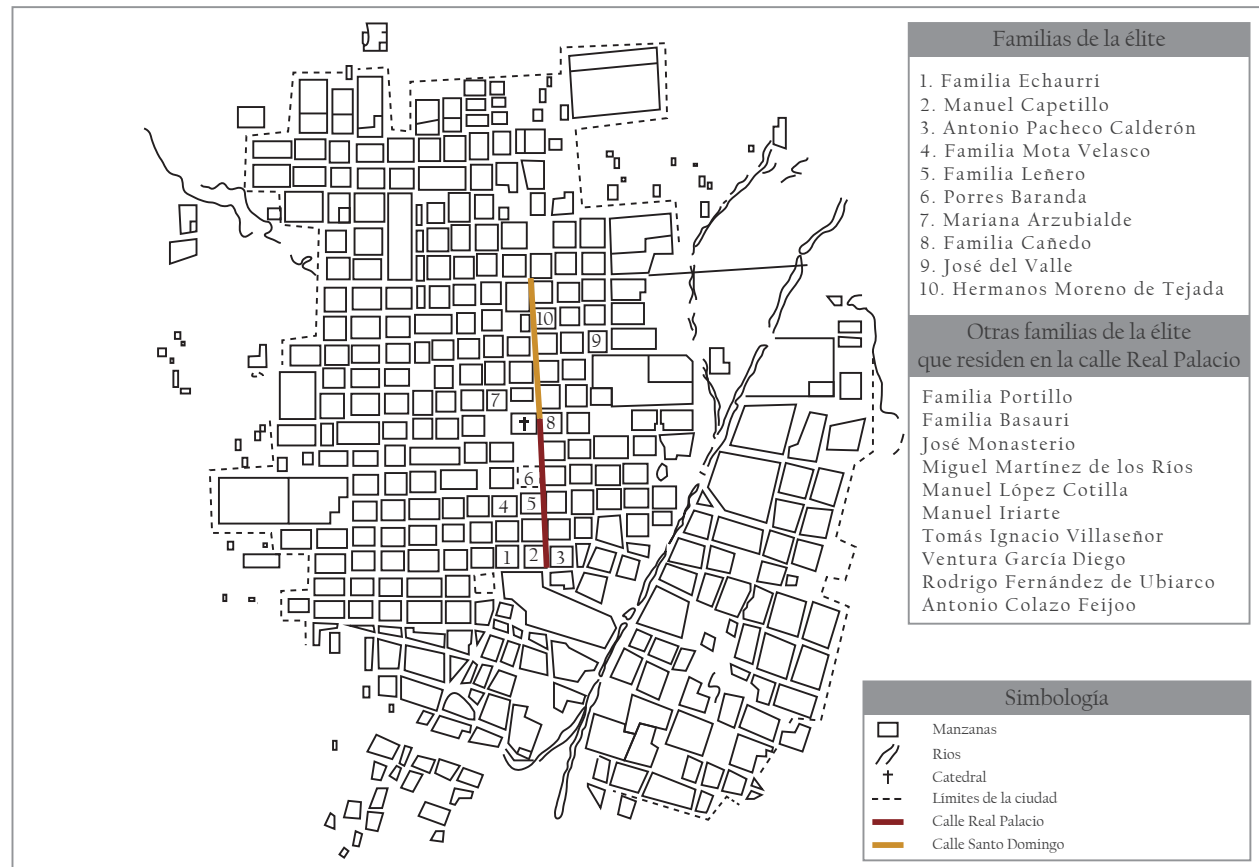 Familias de la élite
1. Familia Echaurri
2. Manuel Capetillo
3. Antonio Pacheco Calderón
4. Familia Mota Velasco
5. Familia Leñero
6. Porres Baranda
7. Mariana Arzubialde
8. Familia Cañedo
9. José del Valle
10. Hermanos Moreno de Tejada
Otras familias de la élite
que residen en la calle Real Palacio
Familia Portillo
Familia Basauri
José Monasterio
Miguel Martínez de los Ríos
Manuel López Cotilla
Manuel Iriarte
Tomás Ignacio Villaseñor
Ventura García Diego
Rodrigo Fernández de Ubiarco
Antonio Colazo Feijoo
10
9
7
8
6
4 5
1 2 3
Simbología
Manzanas
Rios
Catedral
Límites de la ciudad
Calle Real Palacio
Calle Santo Domingo